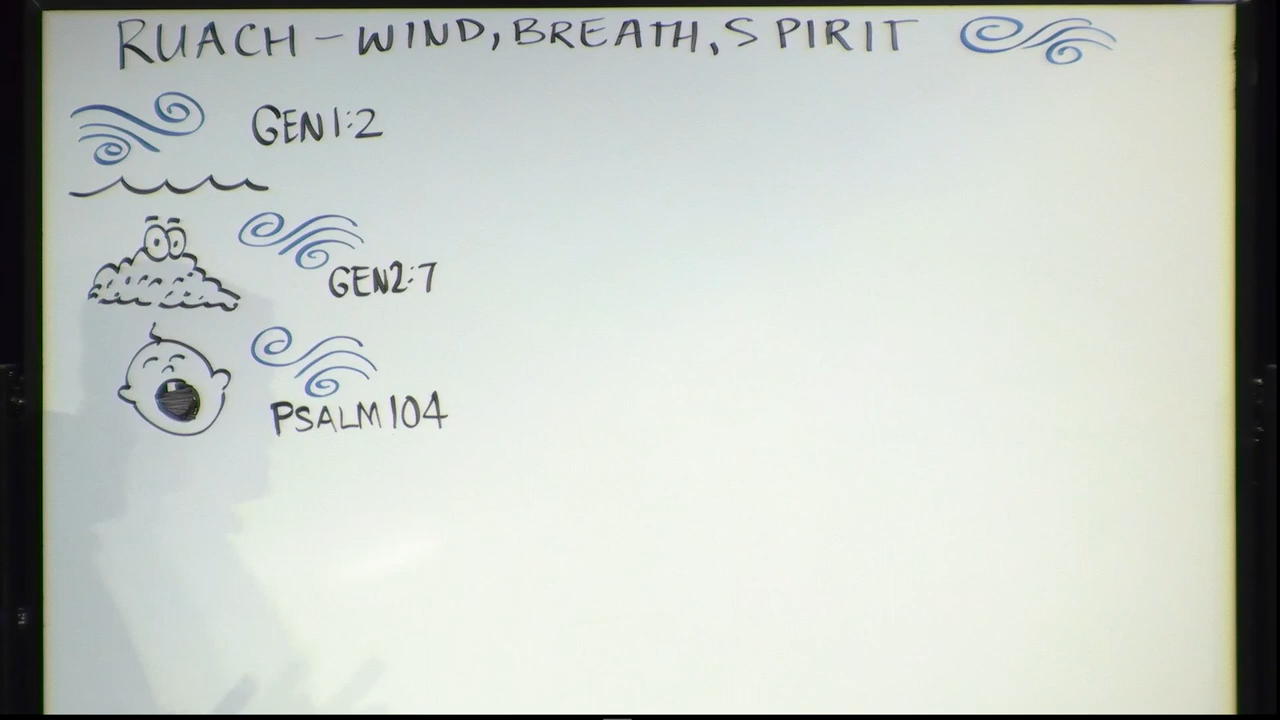 RUACH - WIND, BREATH, SPIRIT
GEN 1:2
GEN 2:7
PSALM 104